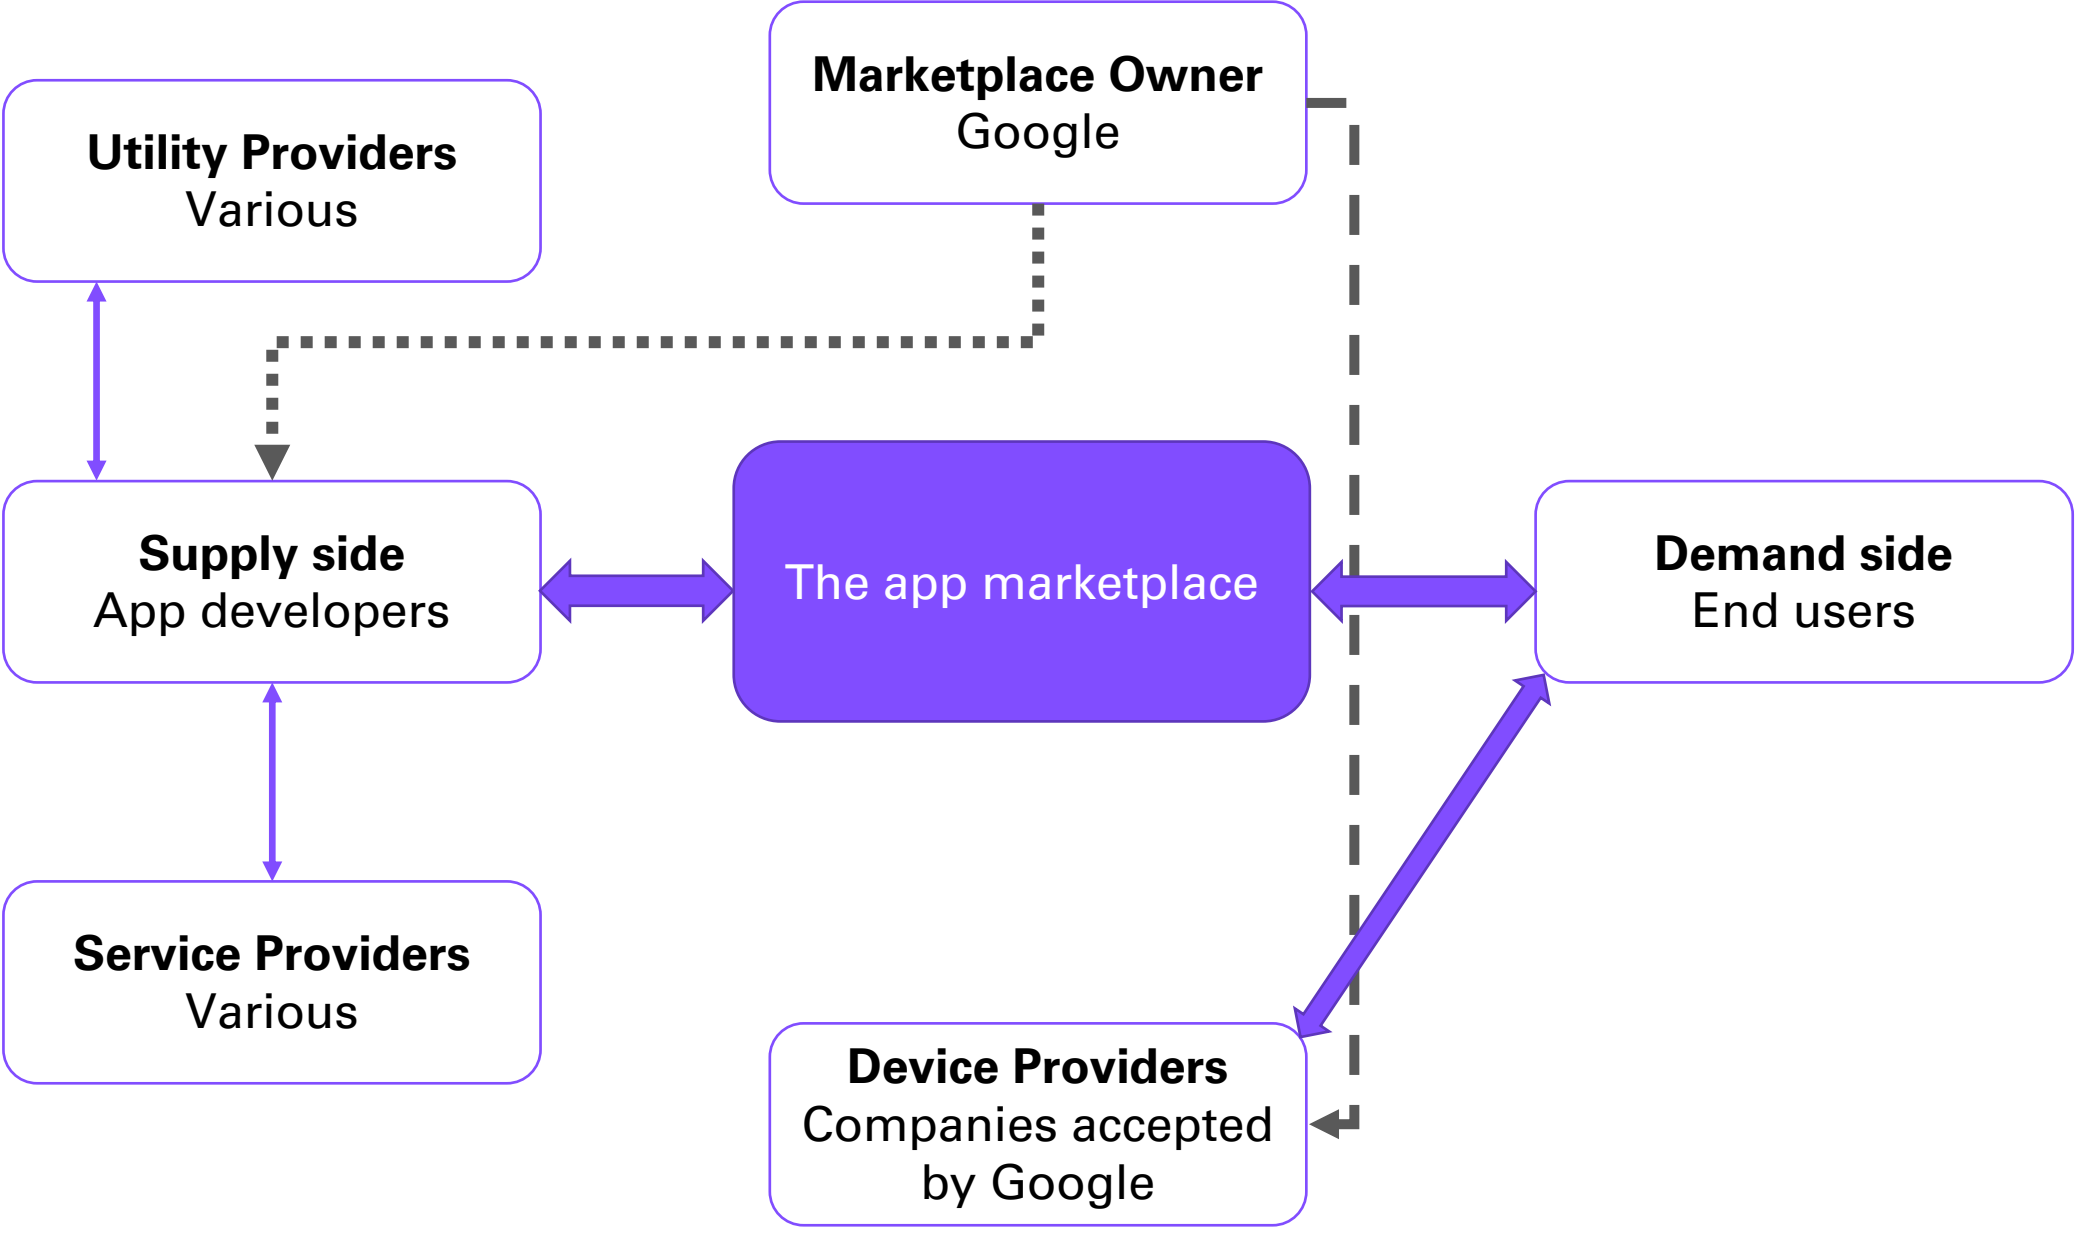 Marketplace Owner
Google
Utility Providers
Various
Supply side
App developers
The app marketplace
Demand side
End users
Service Providers
Various
Device Providers
Companies accepted
by Google